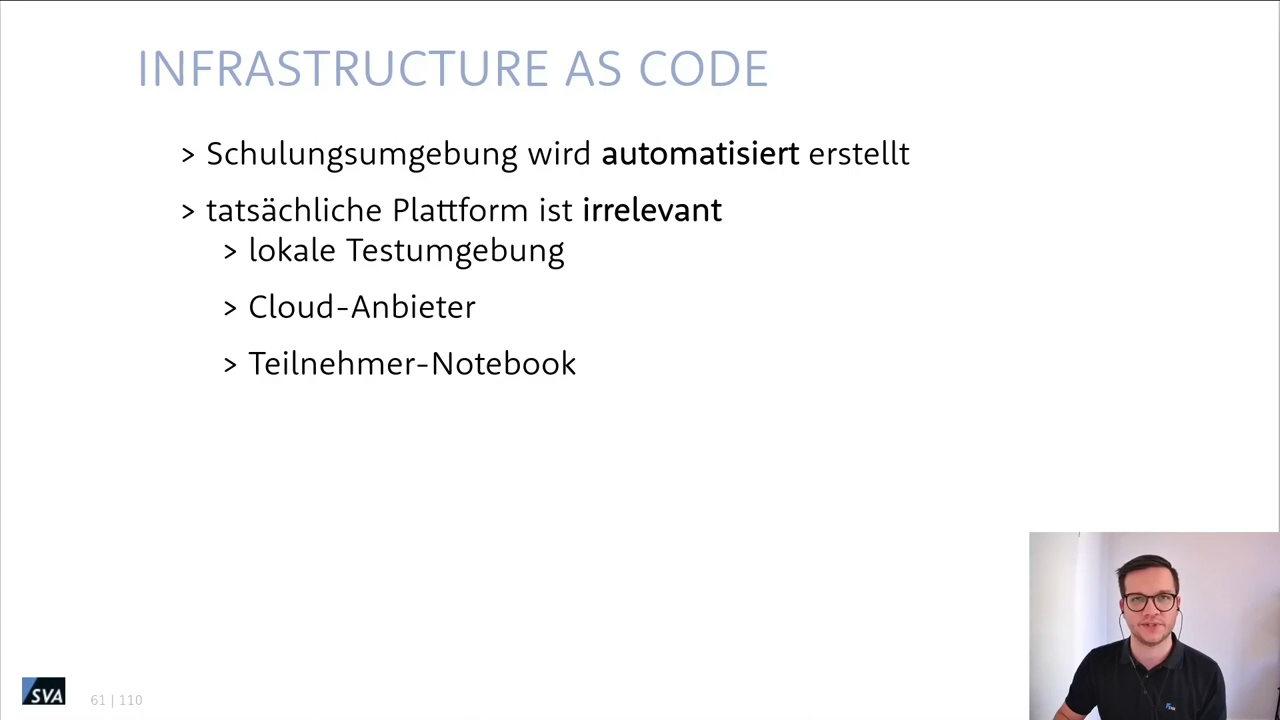 INFRASTRUCTURE AS CODE
> Schulungsumgebung wird automatisiert erstellt
> tatsächliche Plattform ist irrelevant
> lokale Testumgebung
> Cloud-Anbieter
> Teilnehmer-Notebook
SVA
61 | 110